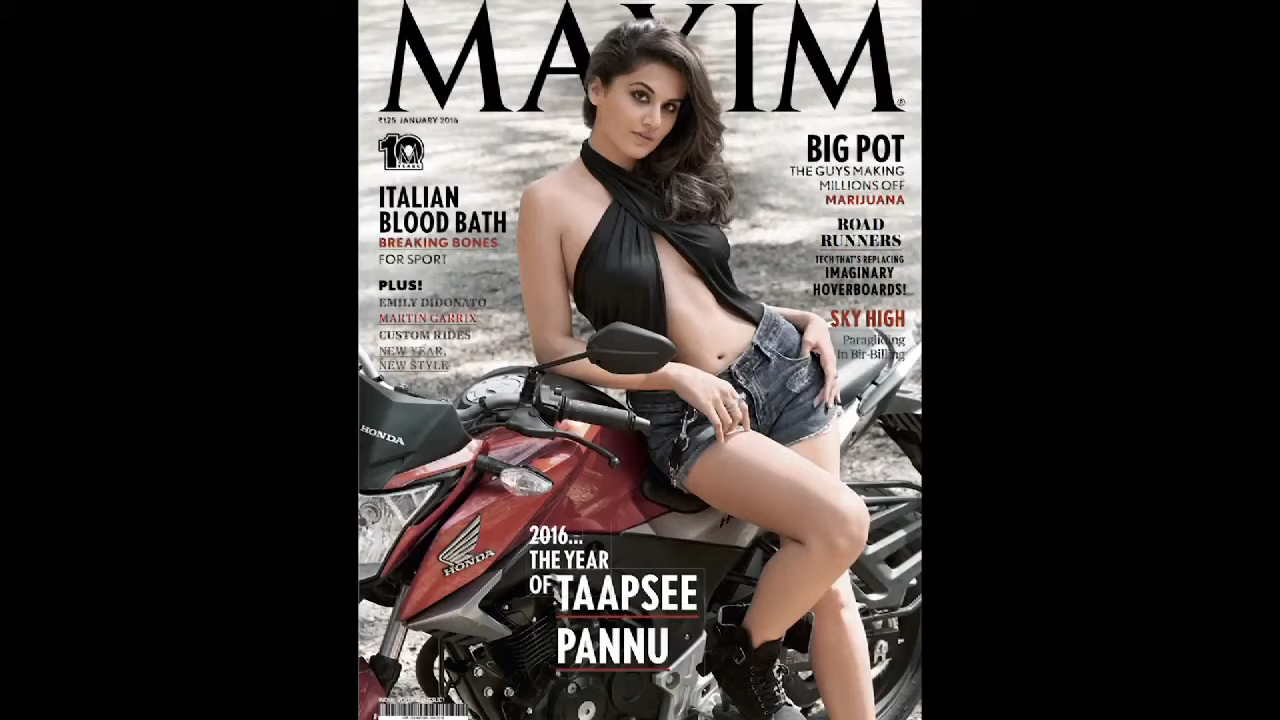 MAXIM
₹125 JANUARY 2016
10
YEARS
ITALIAN
BLOOD BATH
BREAKING BONES
FOR SPORT
PLUS!
EMILY DIDONATO
MARTIN GARRIX
CUSTOM RIDES
NEW YEAR,
NEW STYLE
BIG POT
THE GUYS MAKING
MILLIONS OFF
MARIJUANA
ROAD
RUNNERS
TECH THAT'S REPLACING
IMAGINARY
HOVERBOARDS!
SKY HIGH
Paragliding
In Bir-Billing
HONDA
HONDA
2016...
THE YEAR
OF TAAPSEE
PANNU